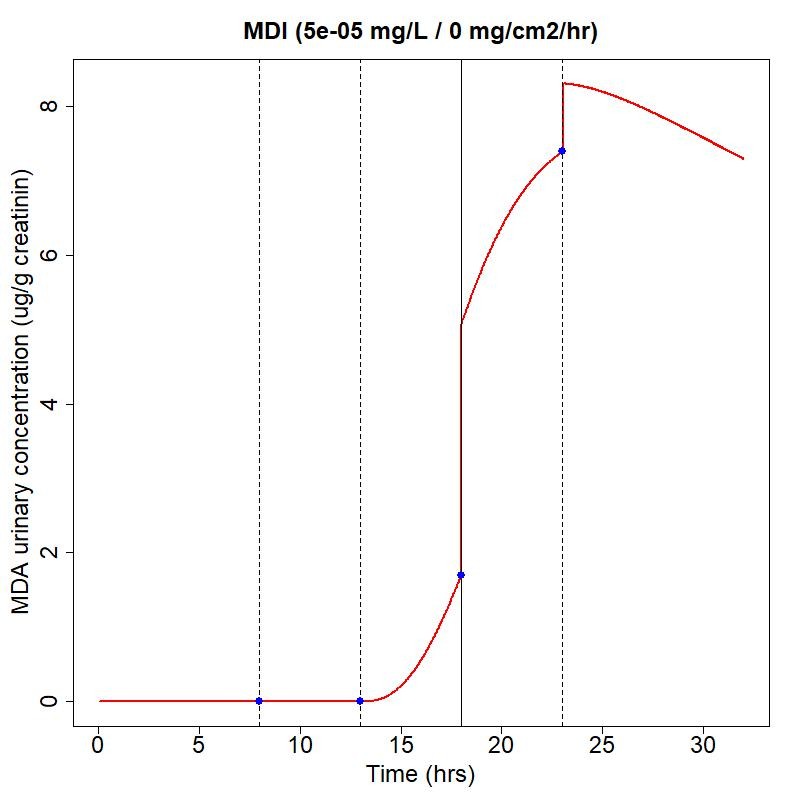 MDI (5e-05 mg/L / 0 mg/cm2/hr)
MDA urinary concentration (ug/g creatinin)
8
6
4
2
0
0 5 10 15 20 25 30
Time (hrs)